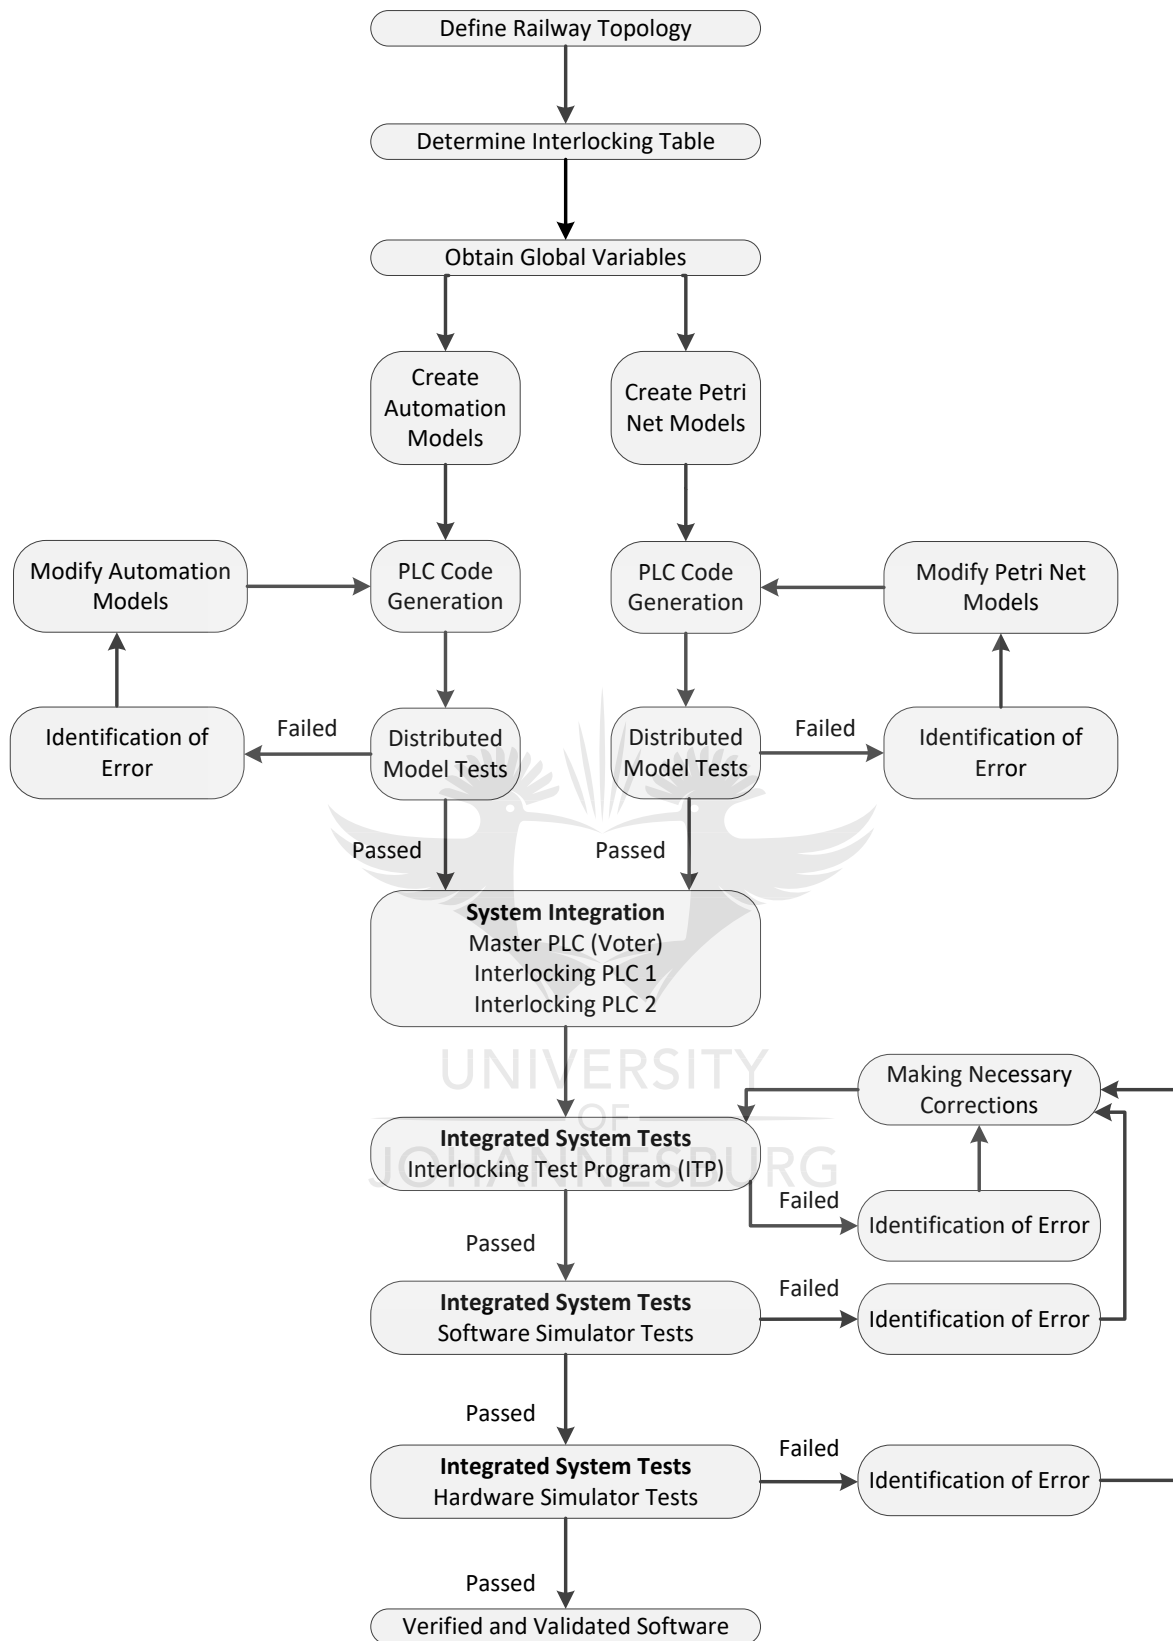 Define Railway Topology
Determine Interlocking Table
Obtain Global Variables
Create
Automation
Models
Create Petri
Net Models
Modify Automation
Models
PLC Code
Generation
PLC Code
Generation
Modify Petri Net
Models
Identification of
Error
Failed
Distributed
Model Tests
Distributed
Model Tests
Failed
Identification of
Error
Passed
Passed
System Integration
Master PLC (Voter)
Interlocking PLC 1
Interlocking PLC 2
UNIVERSITY
OF
JOHANNESBURG
Making Necessary
Corrections
Integrated System Tests
Interlocking Test Program (ITP)
Failed
Identification of Error
Passed
Integrated System Tests
Software Simulator Tests
Failed
Identification of Error
Passed
Integrated System Tests
Hardware Simulator Tests
Failed
Identification of Error
Passed
Verified and Validated Software